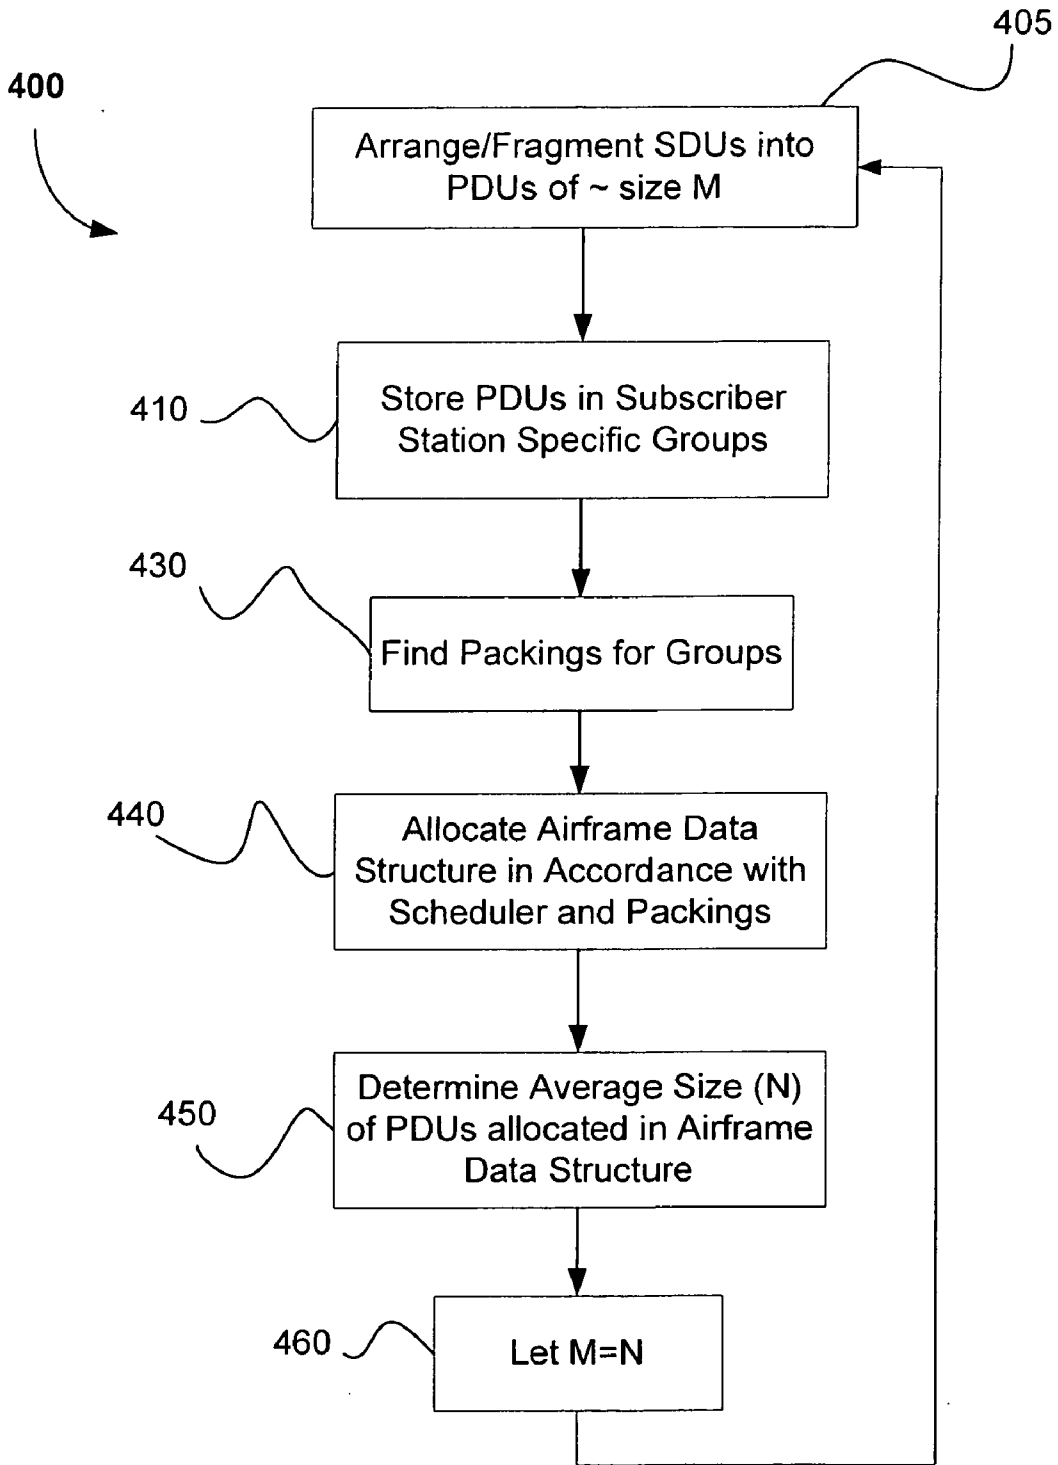 405
400
Arrange/Fragment SDUs into
PDUs of ~ size M
410
Store PDUs in Subscriber
Station Specific Groups
430
Find Packings for Groups
440
Allocate Airframe Data
Structure in Accordance with
Scheduler and Packings
450
Determine Average Size (N)
of PDUs allocated in Airframe
Data Structure
460
Let M=N